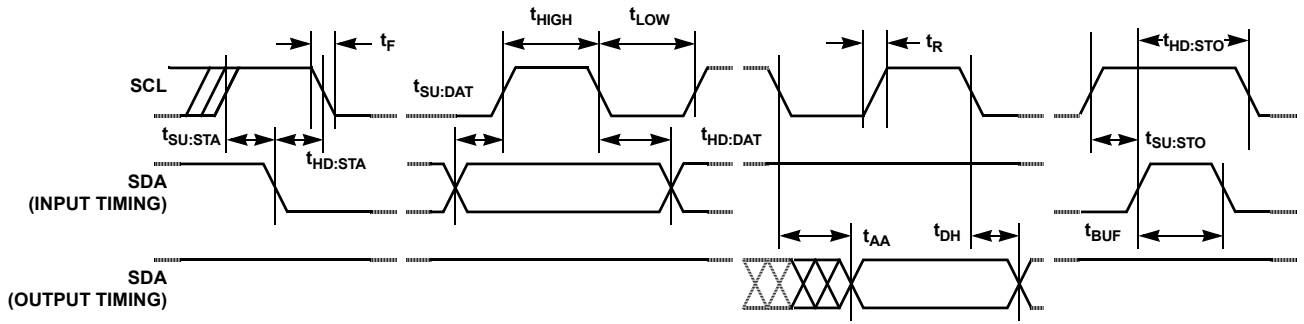 tHIGH
tLOW
tF
tR
tHD:STO
SCL
tSU:DAT
tSU:STA
tHD:STA
tHD:DAT
tSU:STO
SDA
(INPUT TIMING)
tAA
tDH
tBUF
SDA
(OUTPUT TIMING)